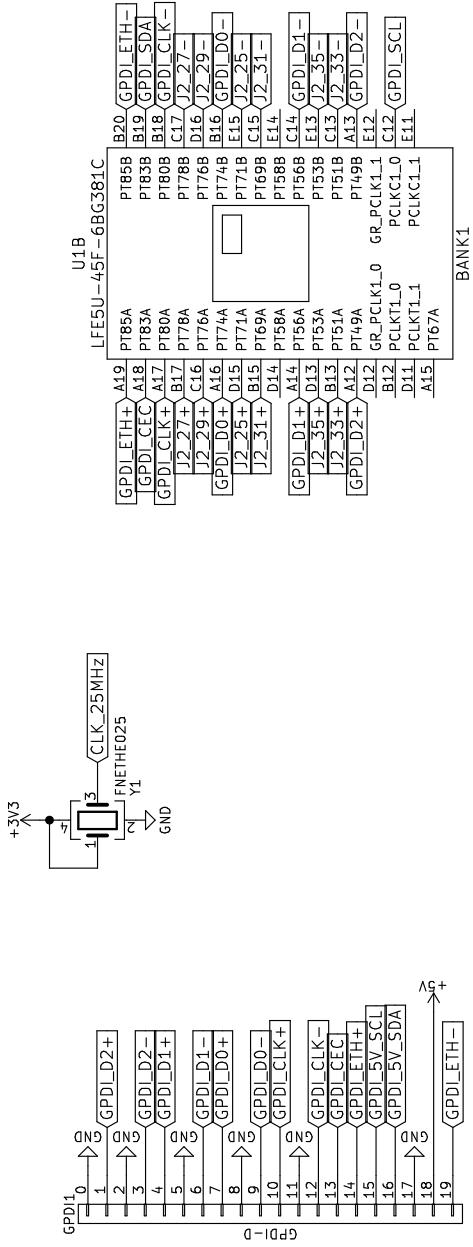 GPDI1
0 GND
1 GPDI_D2+
2 GND
3 GPDI_D2-
4 GPDI_D1+
5 GND
6 GPDI_D1-
7 GPDI_D0+
8 GND
9 GPDI_D0-
10 GPDI_CLK+
11 GND
12 GPDI_CLK-
13 GPDI_CEC
14 GPDI_ETH+
15 GPDI_5V_SCL
16 GPDI_5V_SDA
17 GND
18 +5V
19 GPDI_ETH-
GPDI-D
+3V3
4
1 3 CLK_25MHz
2
FNETHE025
Y1
GND
U1B
LFE5U-45F-6BG381C
GPDI_ETH+ A19 PT85A PT85B B20 GPDI_ETH-
GPDI_CEC A18 PT83A PT83B B19 GPDI_SDA
GPDI_CLK+ A17 PT80A PT80B B18 GPDI_CLK-
J2_27+ B17 PT78A PT78B C17 J2_27-
J2_29+ C16 PT76A PT76B D16 J2_29-
GPDI_D0+ A16 PT74A PT74B B16 GPDI_D0-
J2_25+ D15 PT71A PT71B E15 J2_25-
J2_31+ B15 PT69A PT69B C15 J2_31-
D14 PT58A PT58B E14
GPDI_D1+ A14 PT56A PT56B C14 GPDI_D1-
J2_35+ D13 PT53A PT53B E13 J2_35-
J2_33+ B13 PT51A PT51B C13 J2_33-
GPDI_D2+ A12 PT49A PT49B A13 GPDI_D2-
D12 GR_PCLK1_0 GR_PCLK1_1 E12
B12 PCLKT1_0 PCLKC1_0 C12 GPDI_SCL
D11 PCLKT1_1 PCLKC1_1 E11
A15 PT67A
BANK1